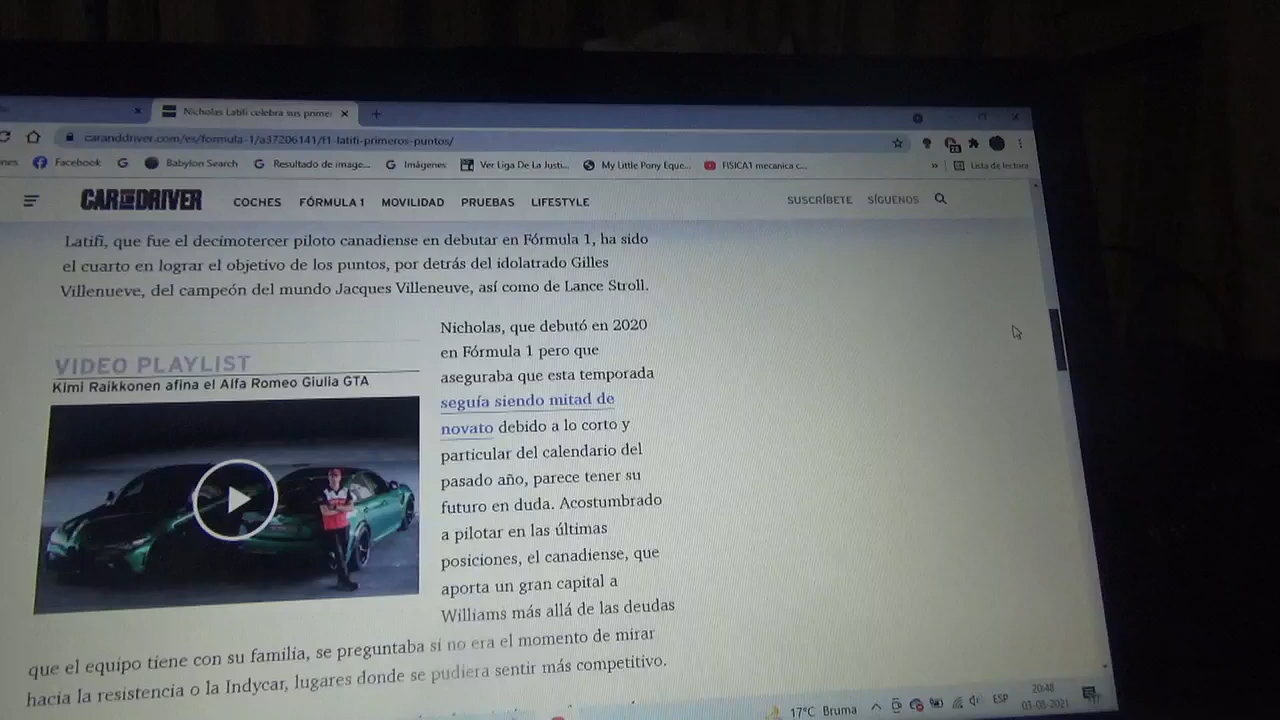 Nicholas Latifi celebra sus prime
caranddriver.com/es/formula-1/a37206141/f1-latifi-primeros-puntos/
Facebook
Babylon Search
Resultado de image...
Imágenes
Ver Liga De La Justi...
My Little Pony Eque...
FISICA1 mecanica c...
»
Lista de lectura
CAR AND DRIVER
COCHES
FÓRMULA 1
MOVILIDAD
PRUEBAS
LIFESTYLE
SUSCRÍBETE
SÍGUENOS
Latifi, que fue el decimotercer piloto canadiense en debutar en Fórmula 1, ha sido
el cuarto en lograr el objetivo de los puntos, por detrás del idolatrado Gilles
Villenueve, del campeón del mundo Jacques Villeneuve, así como de Lance Stroll.
VIDEO PLAYLIST
Kimi Raikkonen afina el Alfa Romeo Giulia GTA
Nicholas, que debutó en 2020
en Fórmula 1 pero que
aseguraba que esta temporada
seguía siendo mitad de
novato debido a lo corto y
particular del calendario del
pasado año, parece tener su
futuro en duda. Acostumbrado
a pilotar en las últimas
posiciones, el canadiense, que
aporta un gran capital a
Williams más allá de las deudas
que el equipo tiene con su familia, se preguntaba si no era el momento de mirar
hacia la resistencia o la Indycar, lugares donde se pudiera sentir más competitivo.
17°C Bruma
ESP
20:48
03-08-2021